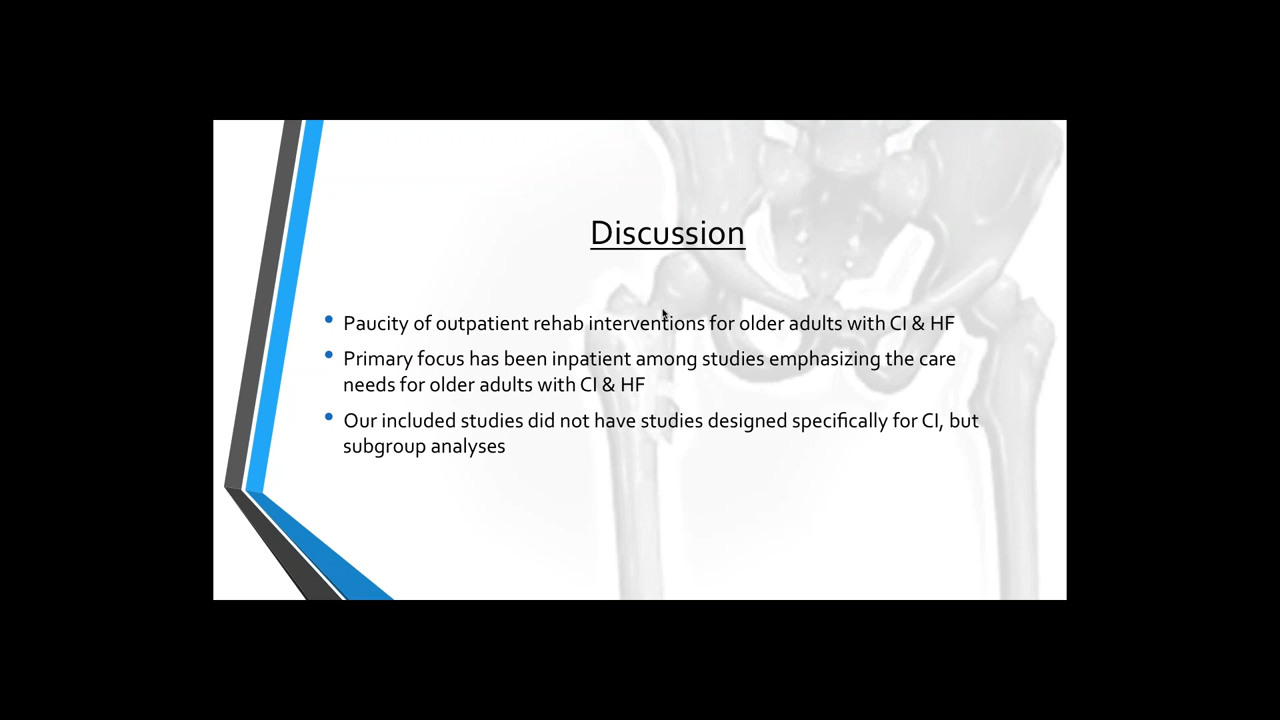 Discussion
• Paucity of outpatient rehab interventions for older adults with CI & HF
• Primary focus has been inpatient among studies emphasizing the care
needs for older adults with CI & HF
• Our included studies did not have studies designed specifically for CI, but
subgroup analyses